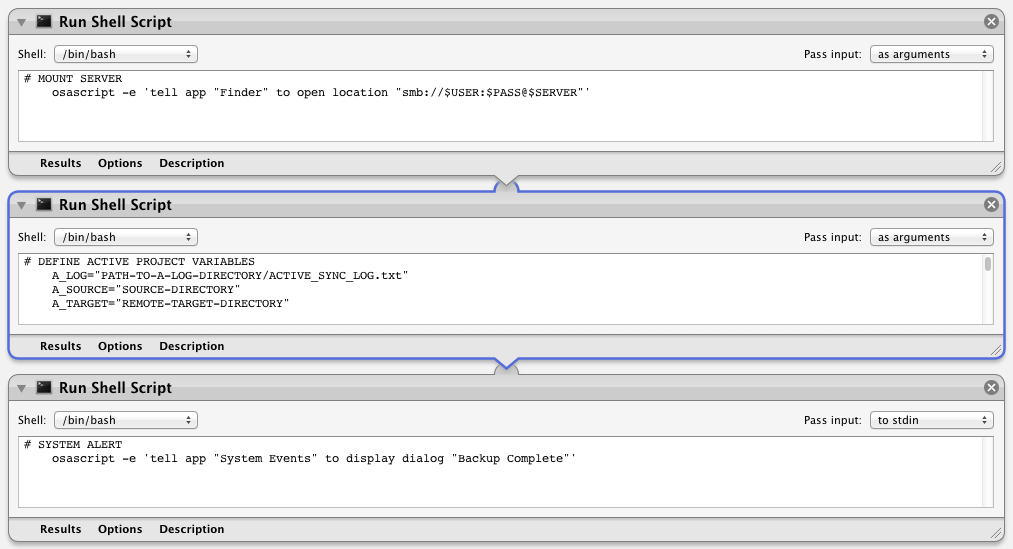 Run Shell Script
Shell: /bin/bash Pass input: as arguments
# MOUNT SERVER
osascript -e 'tell app "Finder" to open location "smb://$USER:$PASS@$SERVER"'
Results Options Description
Run Shell Script
Shell: /bin/bash Pass input: as arguments
# DEFINE ACTIVE PROJECT VARIABLES
A_LOG="PATH-TO-A-LOG-DIRECTORY/ACTIVE_SYNC_LOG.txt"
A_SOURCE="SOURCE-DIRECTORY"
A_TARGET="REMOTE-TARGET-DIRECTORY"
Results Options Description
Run Shell Script
Shell: /bin/bash Pass input: to stdin
# SYSTEM ALERT
osascript -e 'tell app "System Events" to display dialog "Backup Complete"'
Results Options Description